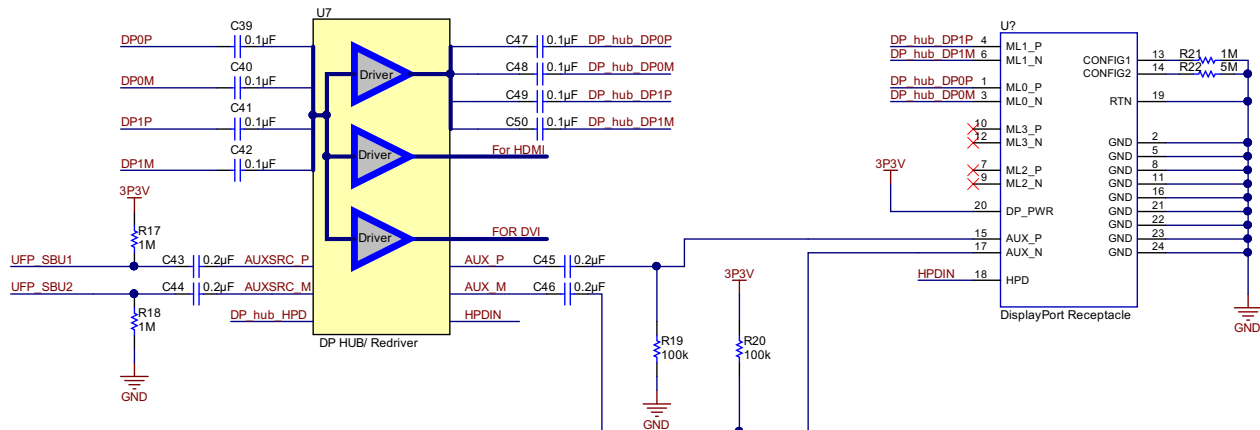 U7
C39
DP0P
0.1µF
C40
DP0M
0.1µF
C41
DP1P
0.1µF
C42
DP1M
0.1µF
Driver
Driver
Driver
C47
0.1µF
DP_hub_DP0P
C48
0.1µF
DP_hub_DP0M
C49
0.1µF
DP_hub_DP1P
C50
0.1µF
DP_hub_DP1M
For HDMI
FOR DVI
3P3V
R17
1M
UFP_SBU1
C43
0.2µF
AUXSRC_P
UFP_SBU2
C44
0.2µF
AUXSRC_M
R18
1M
GND
DP_hub_HPD
AUX_P
C45
0.2µF
AUX_M
C46
0.2µF
HPDIN
DP HUB/ Redriver
R19
100k
GND
3P3V
R20
100k
U?
DP_hub_DP1P 4 ML1_P
DP_hub_DP1M 6 ML1_N
DP_hub_DP0P 1 ML0_P
DP_hub_DP0M 3 ML0_N
10 ML3_P
12 ML3_N
7 ML2_P
9 ML2_N
3P3V
20 DP_PWR
15 AUX_P
17 AUX_N
HPDIN 18 HPD
CONFIG1 13 R21 1M
CONFIG2 14 R22 5M
RTN 19
GND 2
GND 5
GND 8
GND 11
GND 16
GND 21
GND 22
GND 23
GND 24
GND
DisplayPort Receptacle